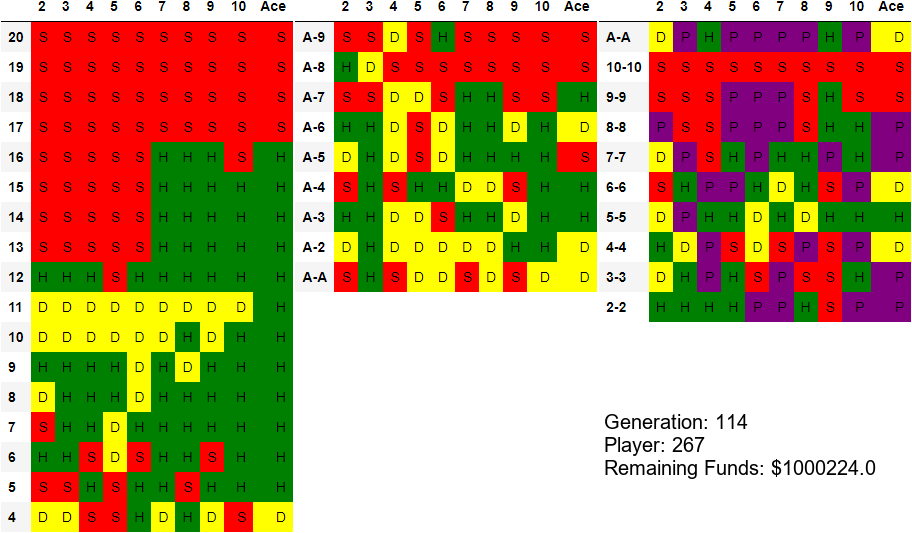 2 3 4 5 6 7 8 9 10 Ace
20 S S S S S S S S S S
19 S S S S S S S S S S
18 S S S S S S S S S S
17 S S S S S S S S S S
16 S S S S S H H H S H
15 S S S S S H H H H H
14 S S S S S H H H H H
13 S S S S S H H H H H
12 H H H S H H H H H H
11 D D D D D D D D D H
10 D D D D D D H D H H
9 H H H H D H D H H H
8 D H H H D H H H H H
7 S H H D H H H H H H
6 H H S D S H H S H H
5 S S H S H H S H H H
4 D D S S H D H D S D
2 3 4 5 6 7 8 9 10 Ace
A-9 S S D S H S S S S S
A-8 H D S S S S S S S S
A-7 S S D D S H H S S H
A-6 H H D S D H H D H D
A-5 D H D S D H H H H S
A-4 S H S H H D D S H H
A-3 H H D D S H H D H H
A-2 D H D D D D D H H D
A-A S H S D D S D S D D
2 3 4 5 6 7 8 9 10 Ace
A-A D P H P P P P H P D
10-10 S S S S S S S S S S
9-9 S S S P P P S H S S
8-8 P S S P P P S H H P
7-7 D P S H P H H P H P
6-6 S H P P H D H S P D
5-5 D P H H D H D H H H
4-4 H D P S D S P S P D
3-3 D H P H S P S S H P
2-2 H H H H P P H S P P
Generation: 114
Player: 267
Remaining Funds: $1000224.0